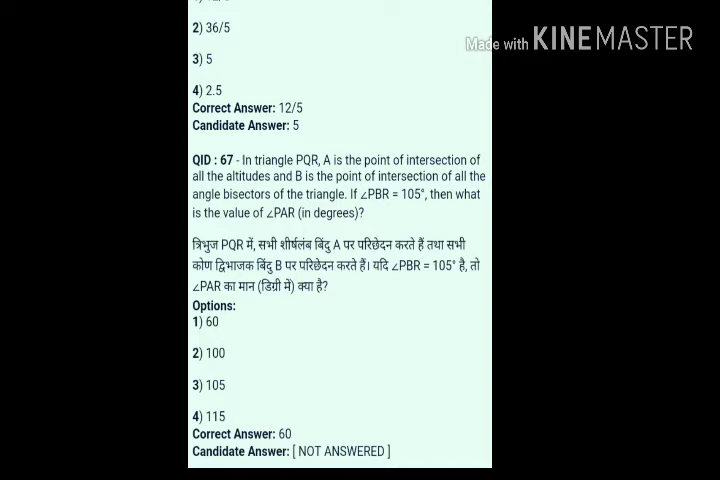 2) 36/5
Made with KINEMASTER
3) 5
4) 2.5
Correct Answer: 12/5
Candidate Answer: 5
QID : 67 - In triangle PQR, A is the point of intersection of
all the altitudes and B is the point of intersection of all the
angle bisectors of the triangle. If ∠PBR = 105°, then what
is the value of ∠PAR (in degrees)?
त्रिभुज PQR में, सभी शीर्षलंब बिंदु A पर परिछेदन करते हैं तथा सभी
कोण द्विभाजक बिंदु B पर परिछेदन करते हैं। यदि ∠PBR = 105° है, तो
∠PAR का मान (डिग्री में) क्या है?
Options:
1) 60
2) 100
3) 105
4) 115
Correct Answer: 60
Candidate Answer: [ NOT ANSWERED ]